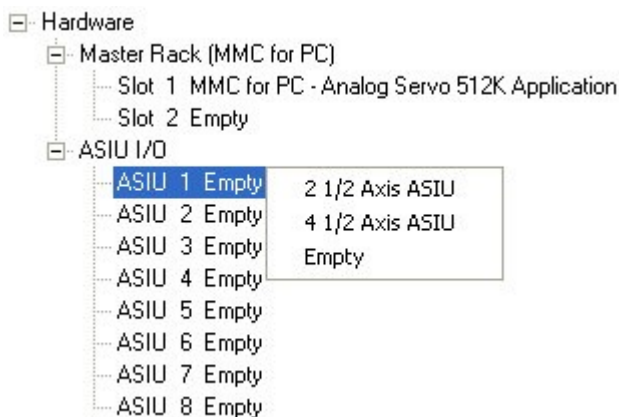 Hardware
Master Rack (MMC for PC)
Slot 1 MMC for PC - Analog Servo 512K Application
Slot 2 Empty
ASIU I/O
ASIU 1 Empty
2 1/2 Axis ASIU
ASIU 2 Empty
4 1/2 Axis ASIU
ASIU 3 Empty
Empty
ASIU 4 Empty
ASIU 5 Empty
ASIU 6 Empty
ASIU 7 Empty
ASIU 8 Empty